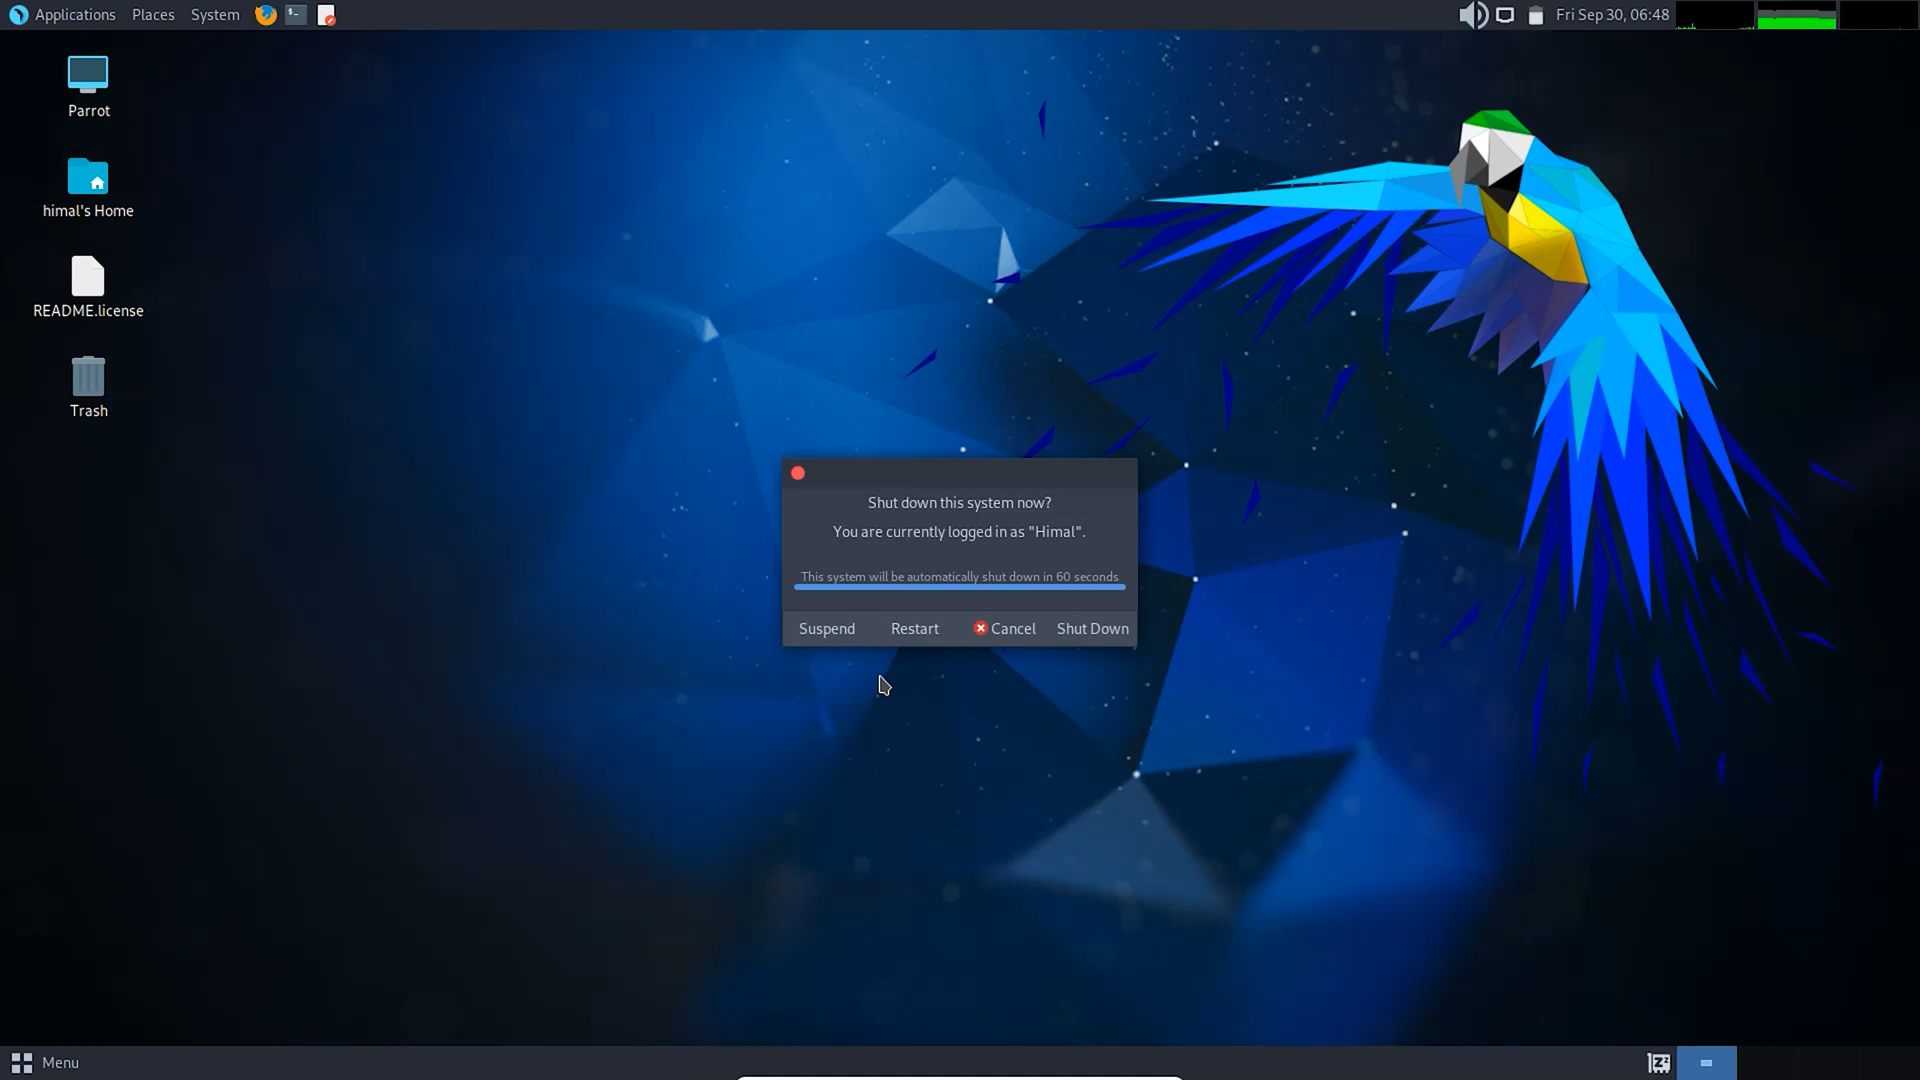 Applications Places System
Fri Sep 30, 06:48
Parrot
himal's Home
README.license
Trash
Shut down this system now?
You are currently logged in as "Himal".
This system will be automatically shut down in 60 seconds
Suspend Restart Cancel Shut Down
Menu